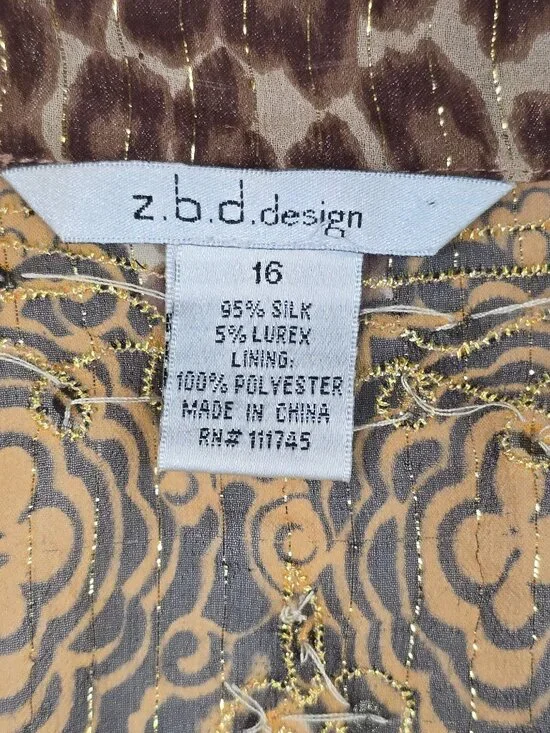 z.b.d.design
16
95% SILK
5% LUREX
LINING:
100% POLYESTER
MADE IN CHINA
RN# 111745